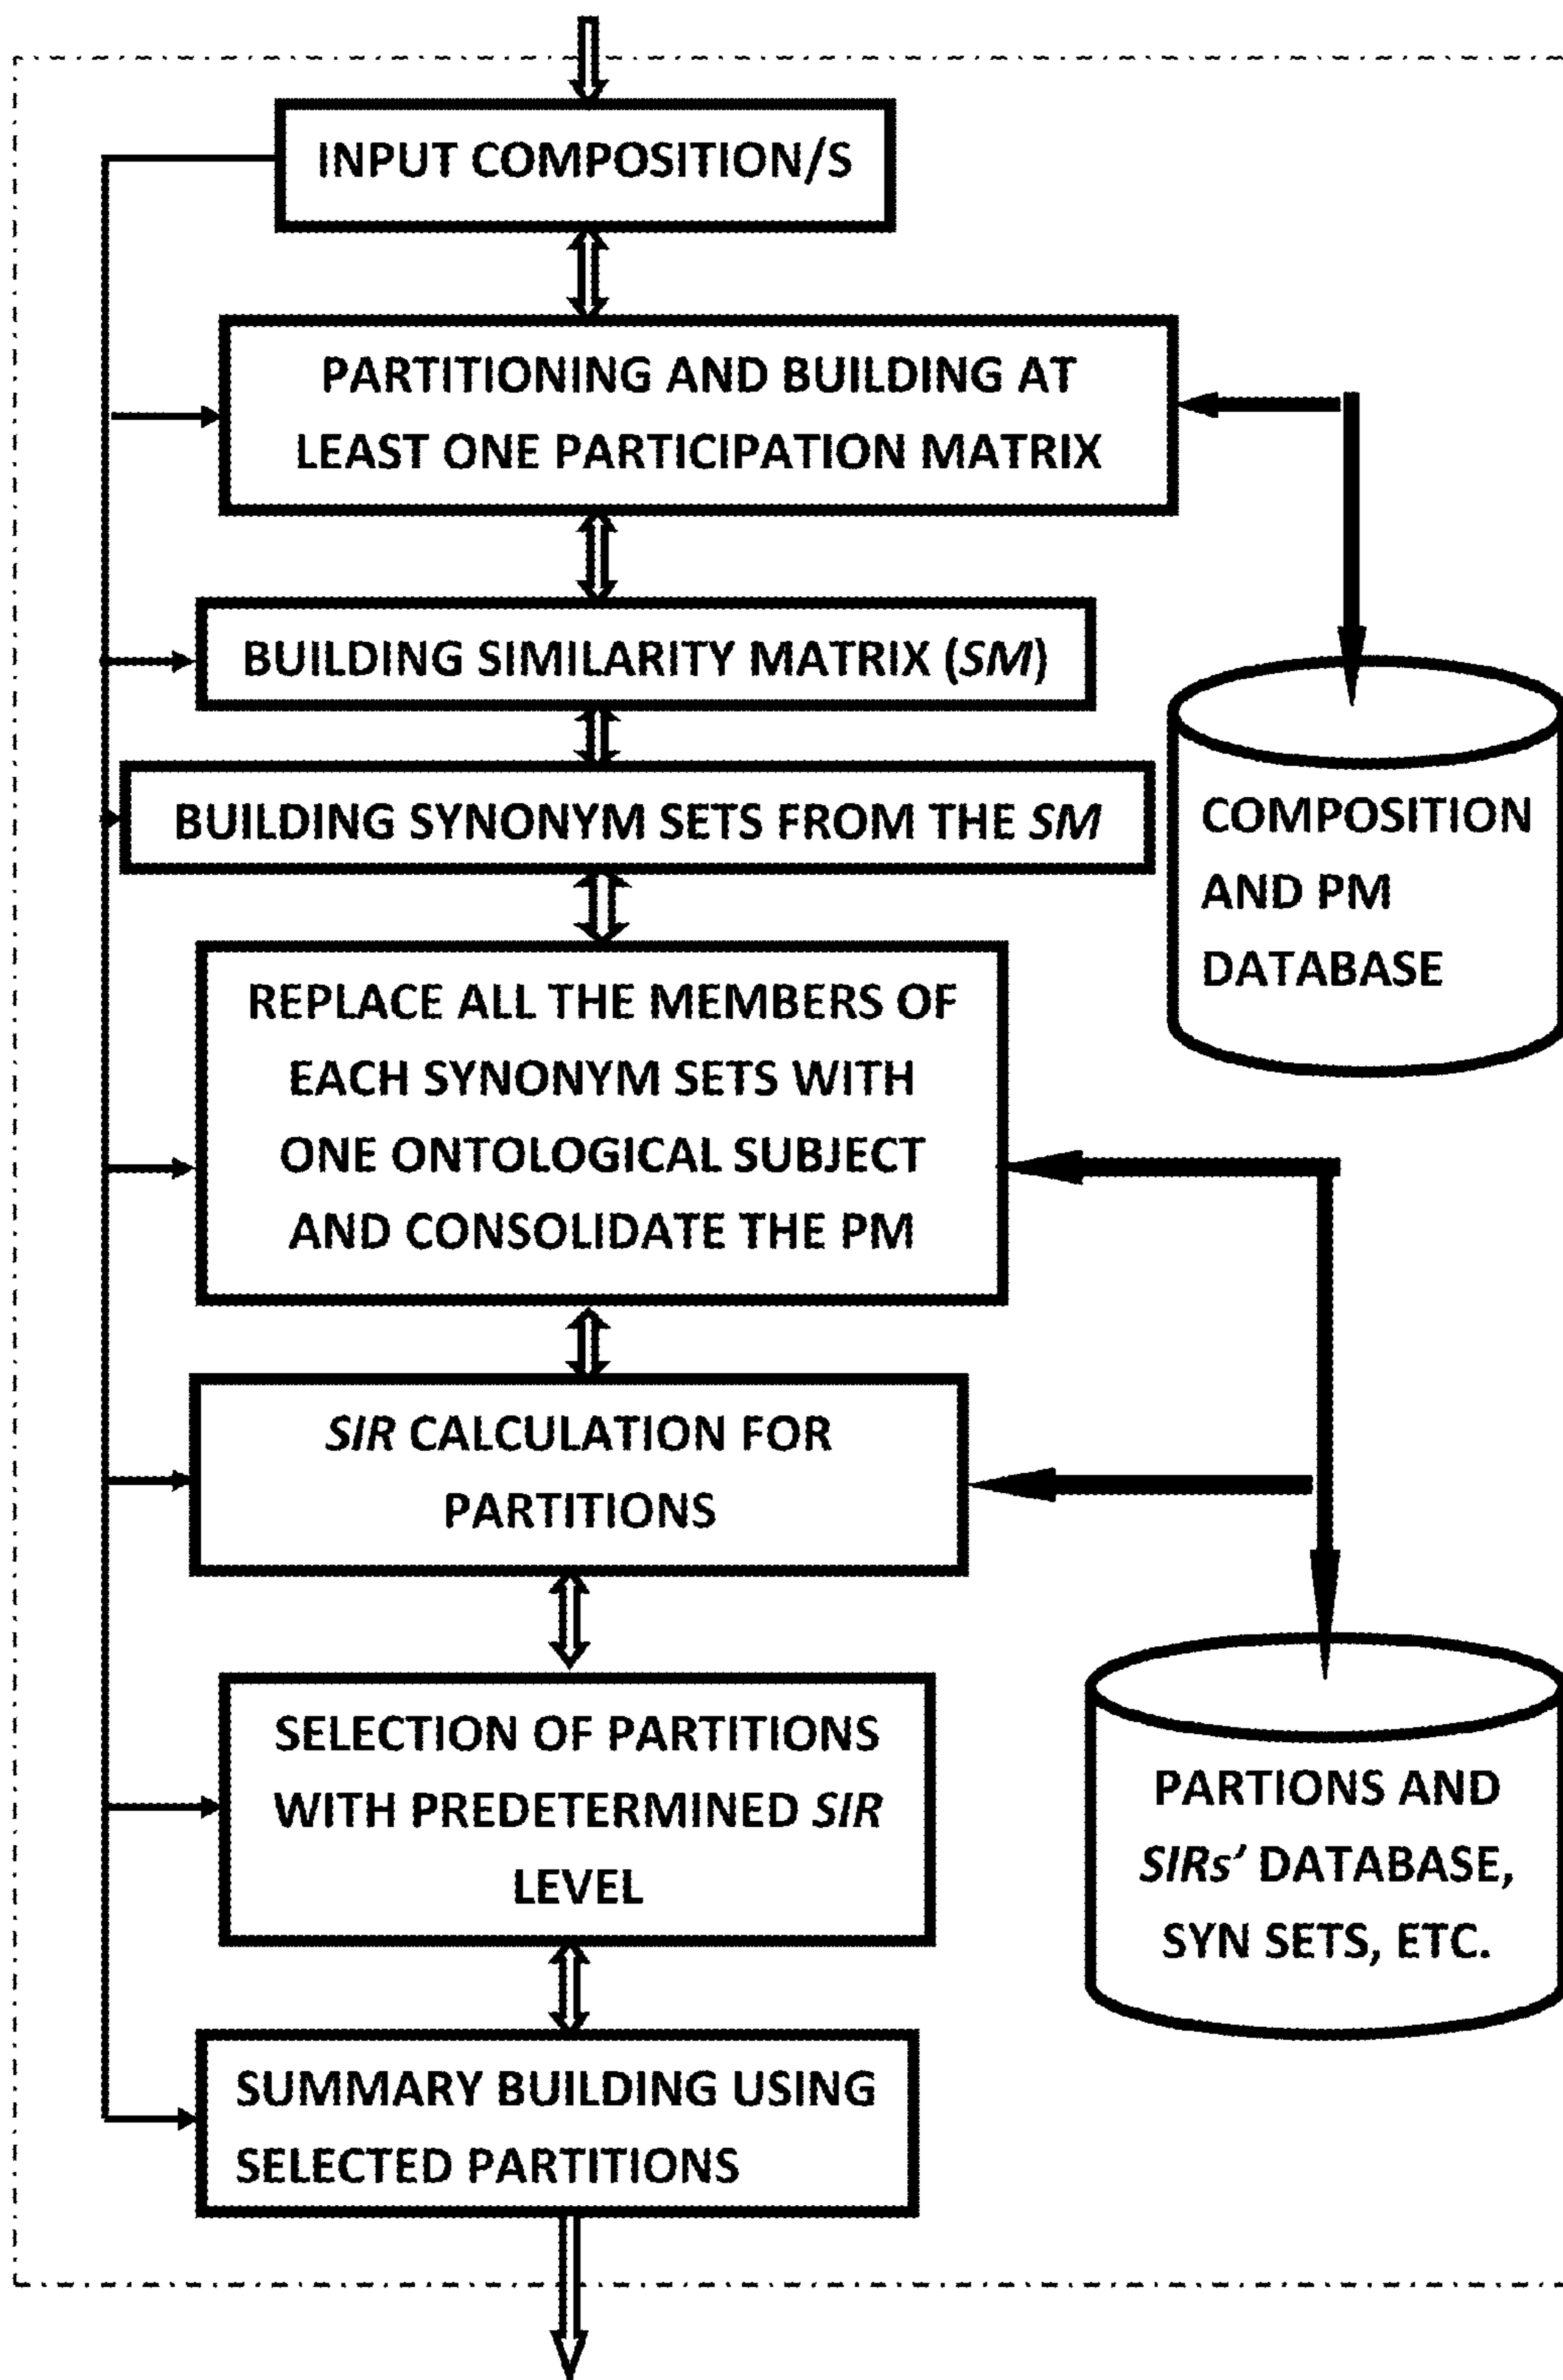 INPUT COMPOSITION/S
PARTITIONING AND BUILDING AT
LEAST ONE PARTICIPATION MATRIX
BUILDING SIMILARITY MATRIX (SM)
BUILDING SYNONYM SETS FROM THE SM
COMPOSITION
AND PM
DATABASE
REPLACE ALL THE MEMBERS OF
EACH SYNONYM SETS WITH
ONE ONTOLOGICAL SUBJECT
AND CONSOLIDATE THE PM
SIR CALCULATION FOR
PARTITIONS
SELECTION OF PARTITIONS
WITH PREDETERMINED SIR
LEVEL
PARTIONS AND
SIRs' DATABASE,
SYN SETS, ETC.
SUMMARY BUILDING USING
SELECTED PARTITIONS